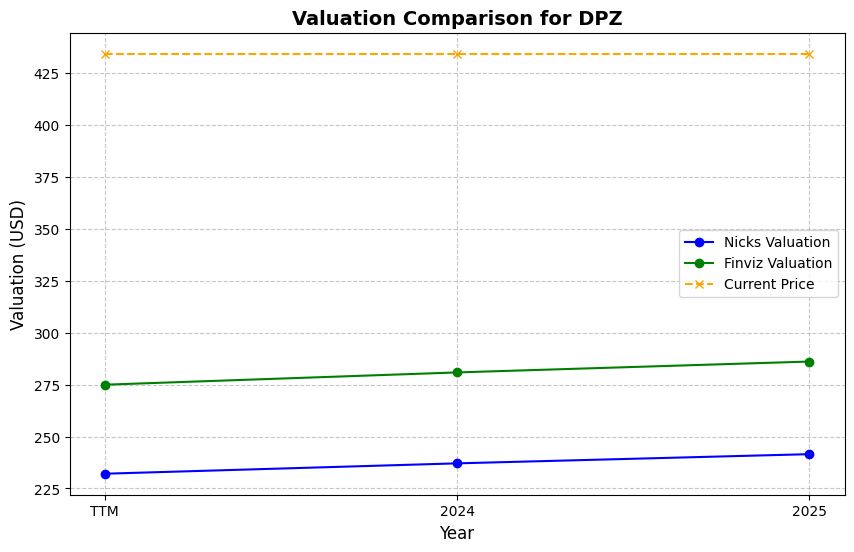 Valuation Comparison for DPZ
Valuation (USD)
425
400
375
350
325
300
275
250
225
Nicks Valuation
Finviz Valuation
Current Price
TTM
2024
2025
Year